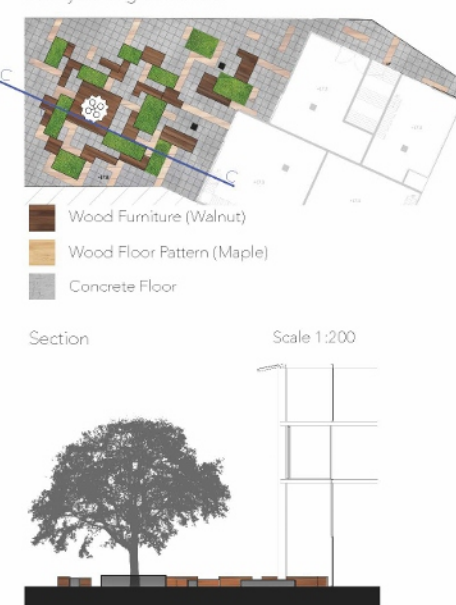 C
C
Wood Furniture (Walnut)
Wood Floor Pattern (Maple)
Concrete Floor
Section
Scale 1:200